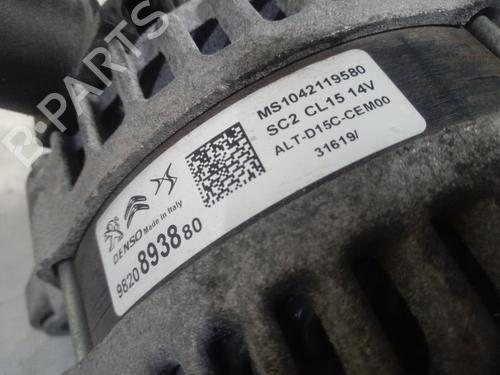 MS1042119580
SC2 CL15 14V
ALT-D15C-CEM00
31619/
DENSO Made in Italy
9820893880
B-PARTS